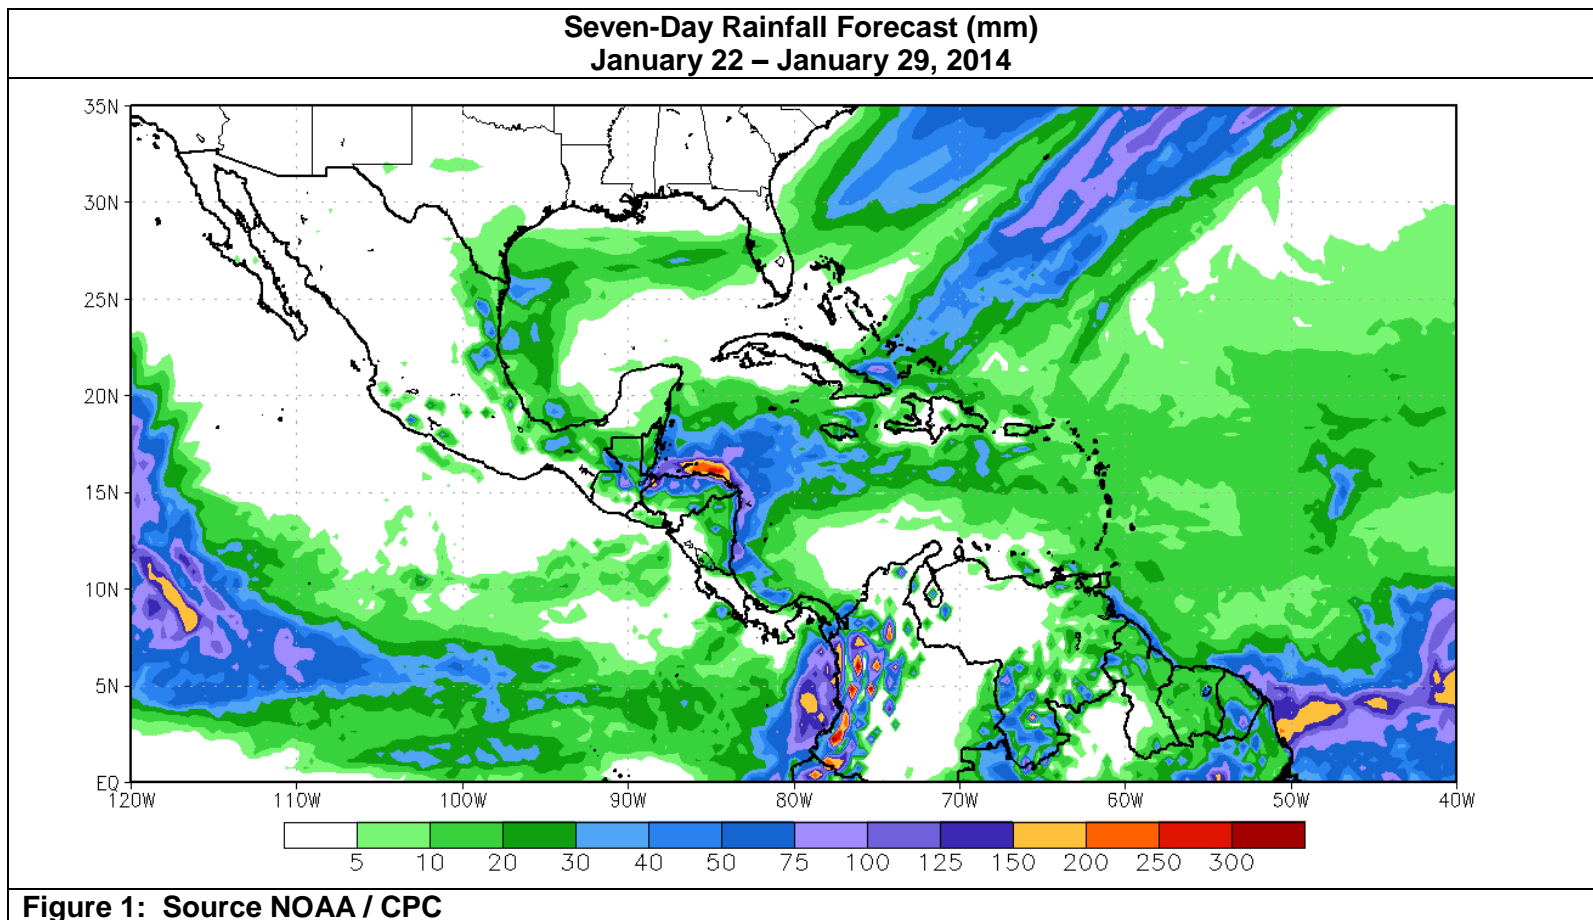 Seven-Day Rainfall Forecast (mm)
January 22 – January 29, 2014
35N
30N
25N
20N
15N
10N
5N
EQ
120W 110W 100W 90W 80W 70W 60W 50W 40W
5 10 20 30 40 50 75 100 125 150 200 250 300
Figure 1: Source NOAA / CPC